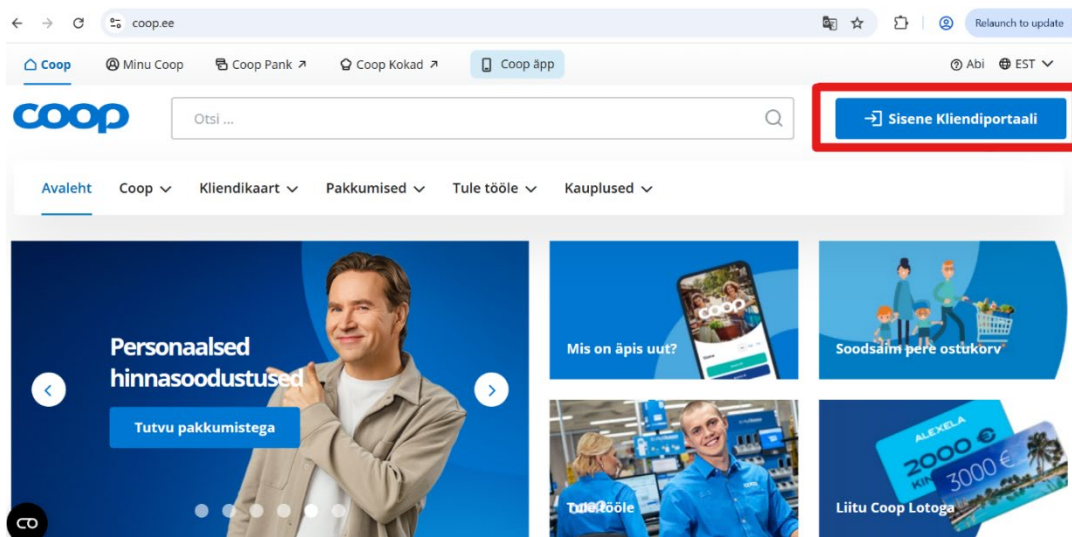 coop.ee
Relaunch to update
Coop
Minu Coop
Coop Pank
Coop Kokad
Coop äpp
Abi
EST
coop
Otsi ...
Sisene Kliendiportaali
Avaleht
Coop
Kliendikaart
Pakkumised
Tule tööle
Kauplused
Personaalsed
hinnasoodustused
Tutvu pakkumistega
Mis on äpis uut?
coop
Soodsaim pere ostukorv
Tule tööle
ALEXELA
2000 €
3000 €
Liitu Coop Lotoga